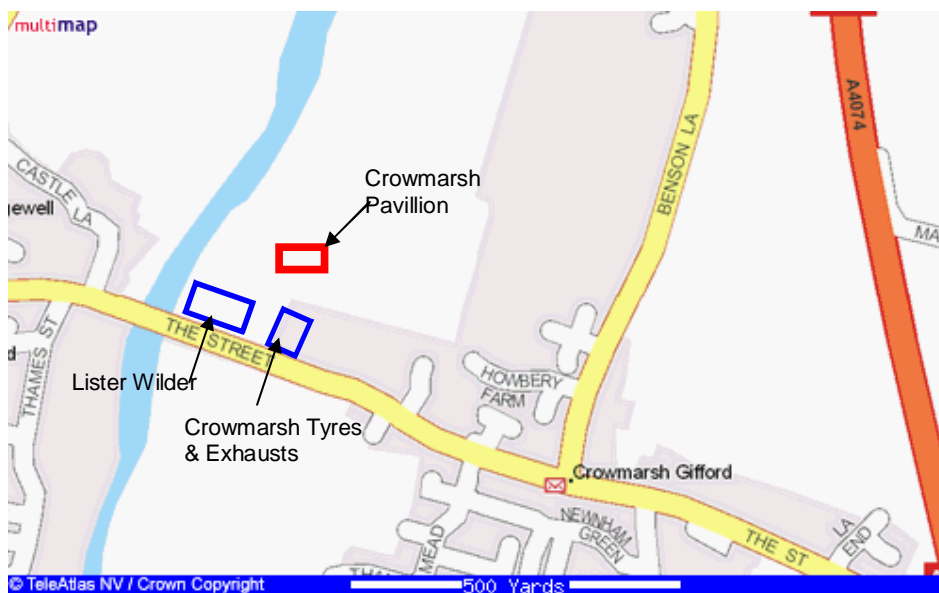 multimap
A4074
CASTLE LA
Crowmarsh
Pavillion
BENSON LA
gewell
MA
THE STREET
THAMES ST
d
Lister Wilder
HOWBERY
FARM
Crowmarsh Tyres
& Exhausts
Crowmarsh Gifford
NEWNHAM
GREEN
LA
END
THE ST
MEAD
THA
© TeleAtlas NV / Crown Copyright
500 Yards